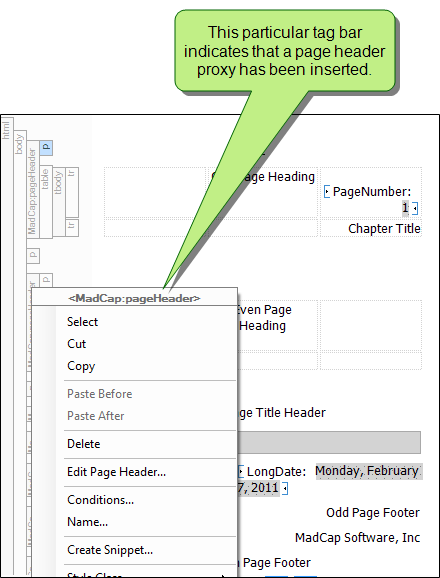 This particular tag bar
indicates that a page header
proxy has been inserted.
html
body
MadCap:pageHeader
P
table
tbody
tr
tr
Page Heading
PageNumber:
1
Chapter Title
P
P
<MadCap:pageHeader>
Select
Cut
Copy
Paste Before
Paste After
Delete
Edit Page Header...
Conditions...
Name...
Create Snippet...
Style Class
Even Page
Heading
ge Title Header
LongDate: Monday, February
7, 2011
Odd Page Footer
MadCap Software, Inc
Page Footer